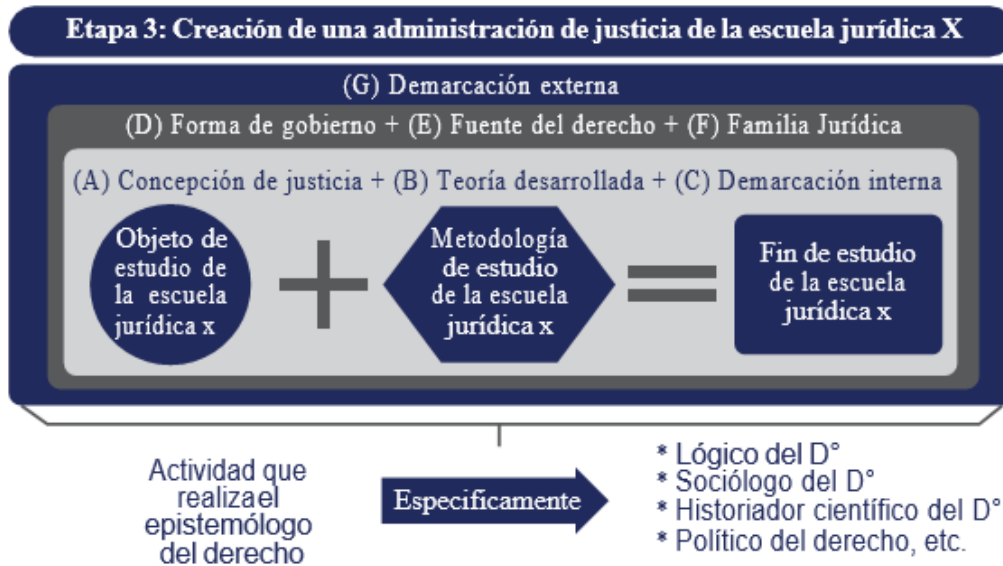 Etapa 3: Creación de una administración de justicia de la escuela jurídica X
(G) Demarcación externa
(D) Forma de gobierno + (E) Fuente del derecho + (F) Familia Jurídica
(A) Concepción de justicia + (B) Teoría desarrollada + (C) Demarcación interna
Objeto de
estudio de
la escuela
jurídica x
+
Metodología
de estudio
de la escuela
jurídica x
=
Fin de estudio
de la escuela
jurídica x
Actividad que
realiza el
epistemólogo
del derecho
Específicamente
* Lógico del D°
* Sociólogo del D°
* Historiador científico del D°
* Político del derecho, etc.